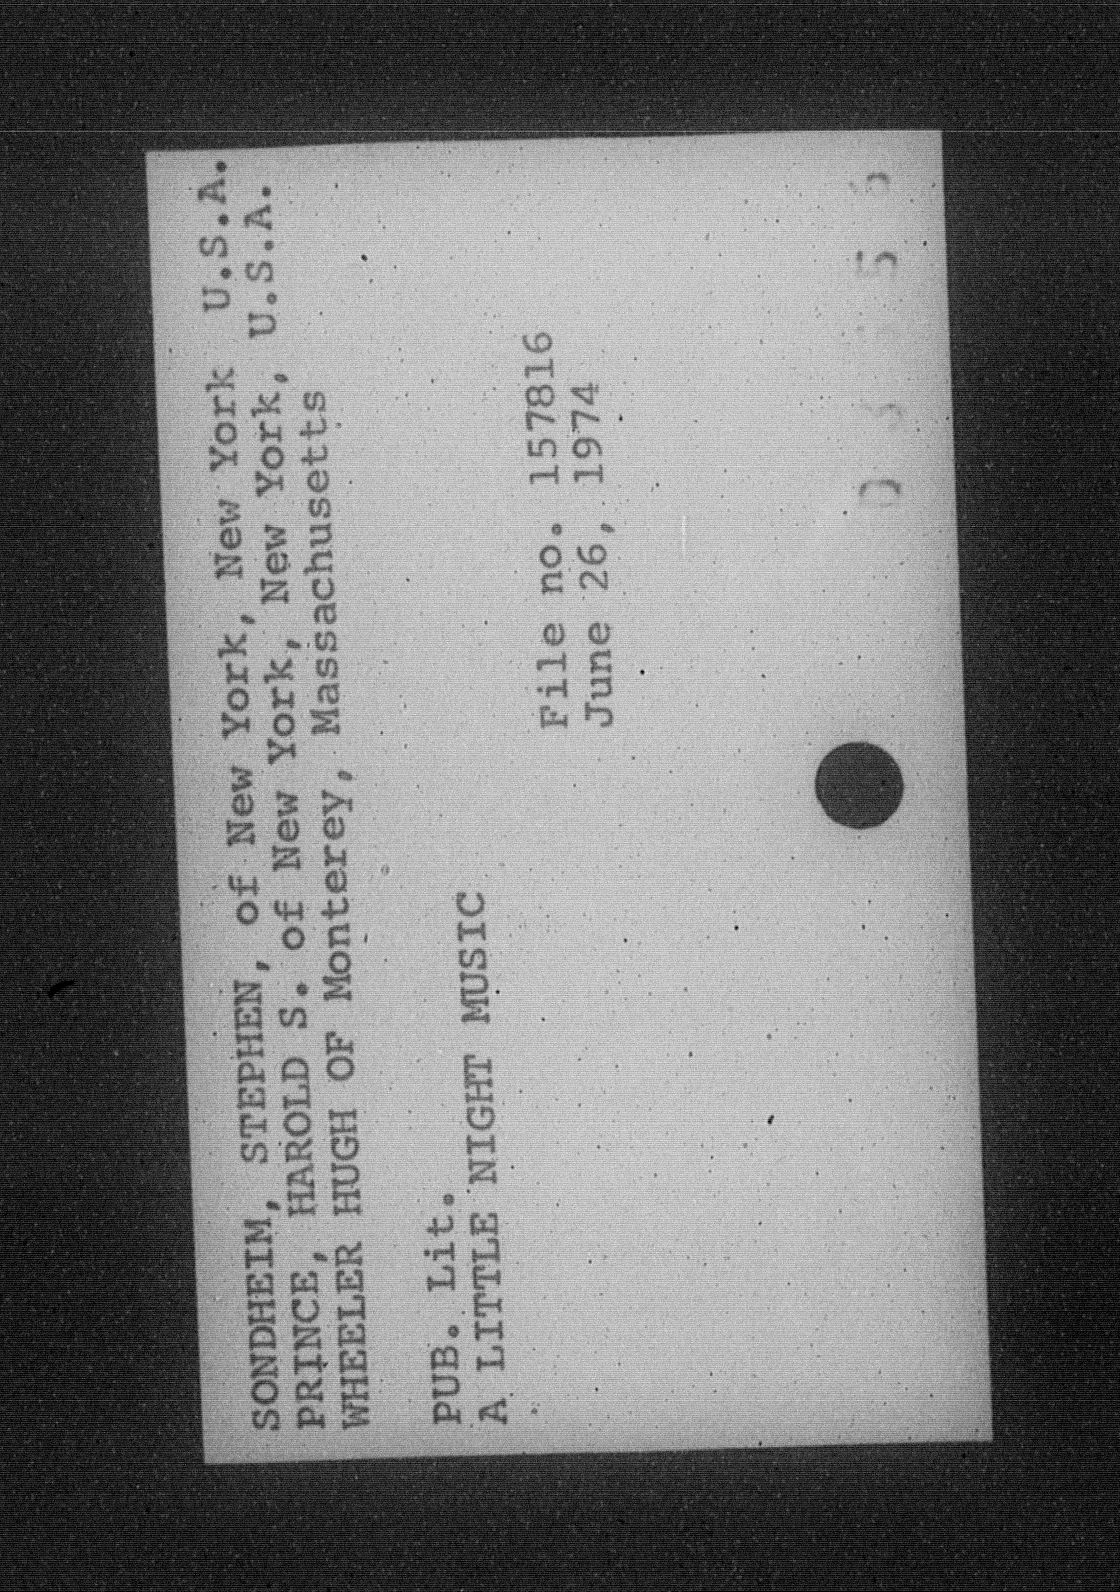 SONDHEIM, STEPHEN, of New York, New York U.S.A.
PRINCE, HAROLD S. of New York, New York, U.S.A.
WHEELER HUGH OF Monterey, Massachusetts
PUB. Lit.
A LITTLE NIGHT MUSIC
File no. 157816
June 26, 1974